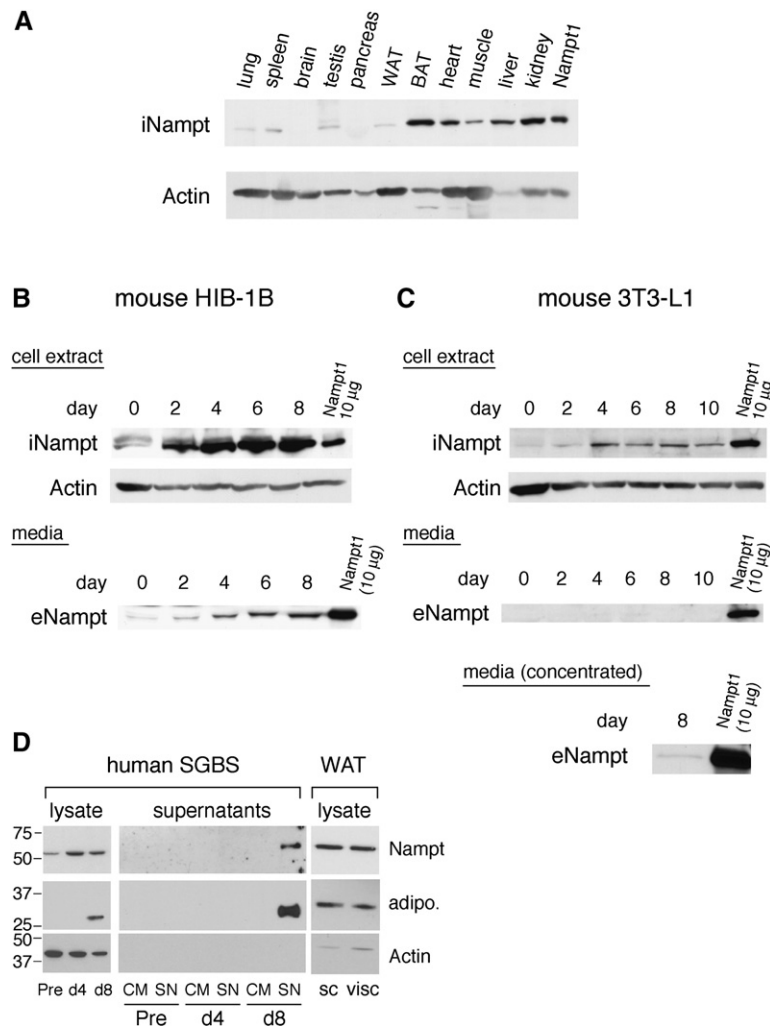 A
lung spleen brain testis pancreas WAT BAT heart muscle liver kidney Nampt1
iNampt
Actin
B mouse HIB-1B
cell extract
day 0 2 4 6 8 Nampt1 10 µg
iNampt
Actin
media
day 0 2 4 6 8 Nampt1 (10 µg)
eNampt
C mouse 3T3-L1
cell extract
day 0 2 4 6 8 10 Nampt1 10 µg
iNampt
Actin
media
day 0 2 4 6 8 10 Nampt1 (10 µg)
eNampt
media (concentrated)
day 8 Nampt1 (10 µg)
eNampt
D
human SGBS WAT
lysate supernatants lysate
75
50
Nampt
37
25
adipo.
50
37
Actin
Pre d4 d8 CM SN CM SN CM SN sc visc
Pre d4 d8